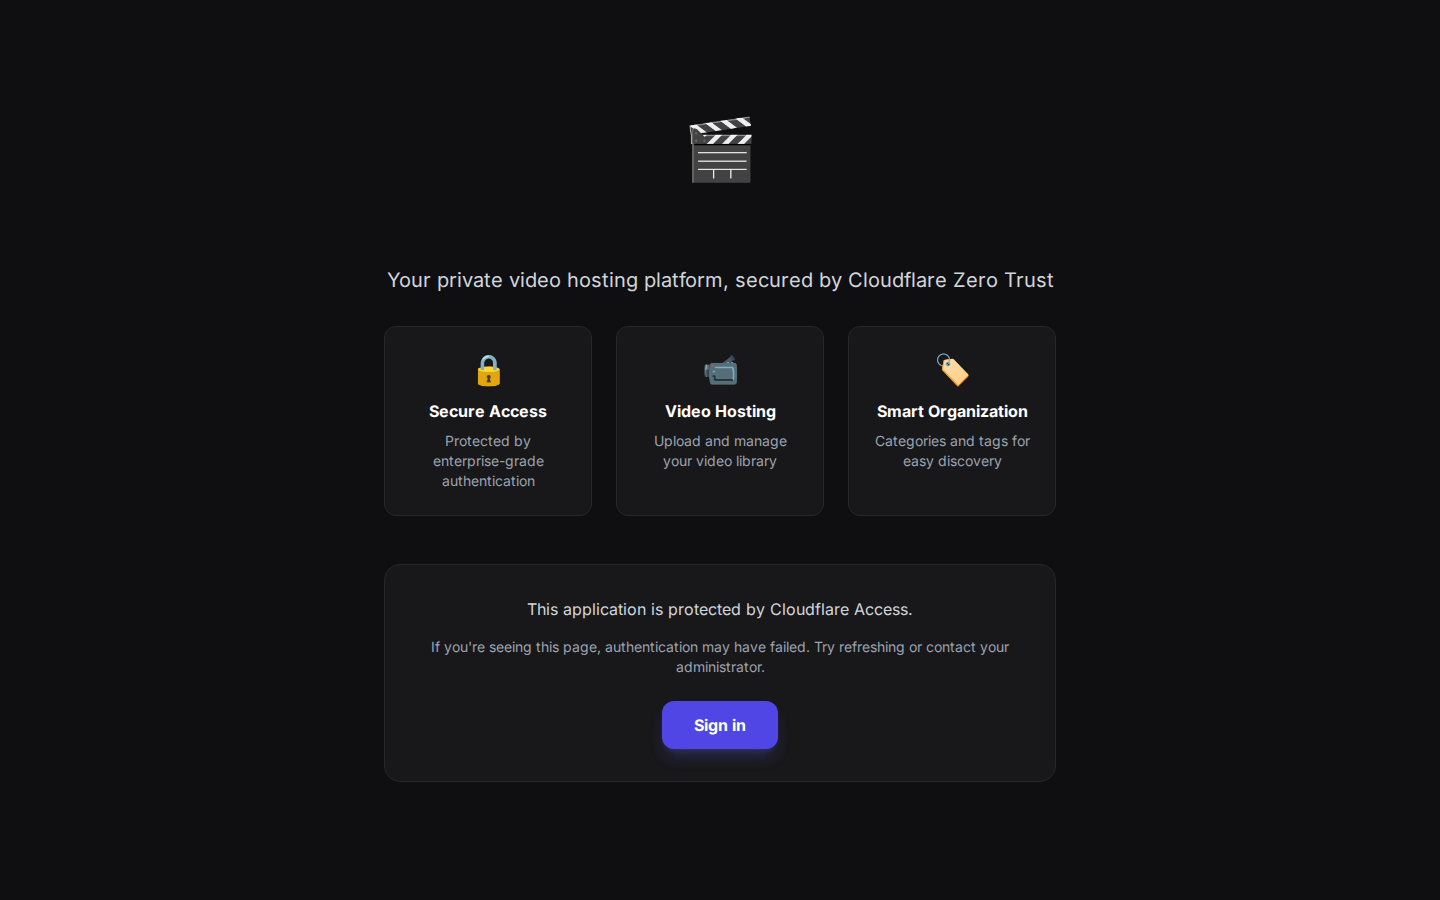 Your private video hosting platform, secured by Cloudflare Zero Trust
Secure Access
Protected by
enterprise-grade
authentication
Video Hosting
Upload and manage
your video library
Smart Organization
Categories and tags for
easy discovery
This application is protected by Cloudflare Access.
If you're seeing this page, authentication may have failed. Try refreshing or contact your
administrator.
Sign in